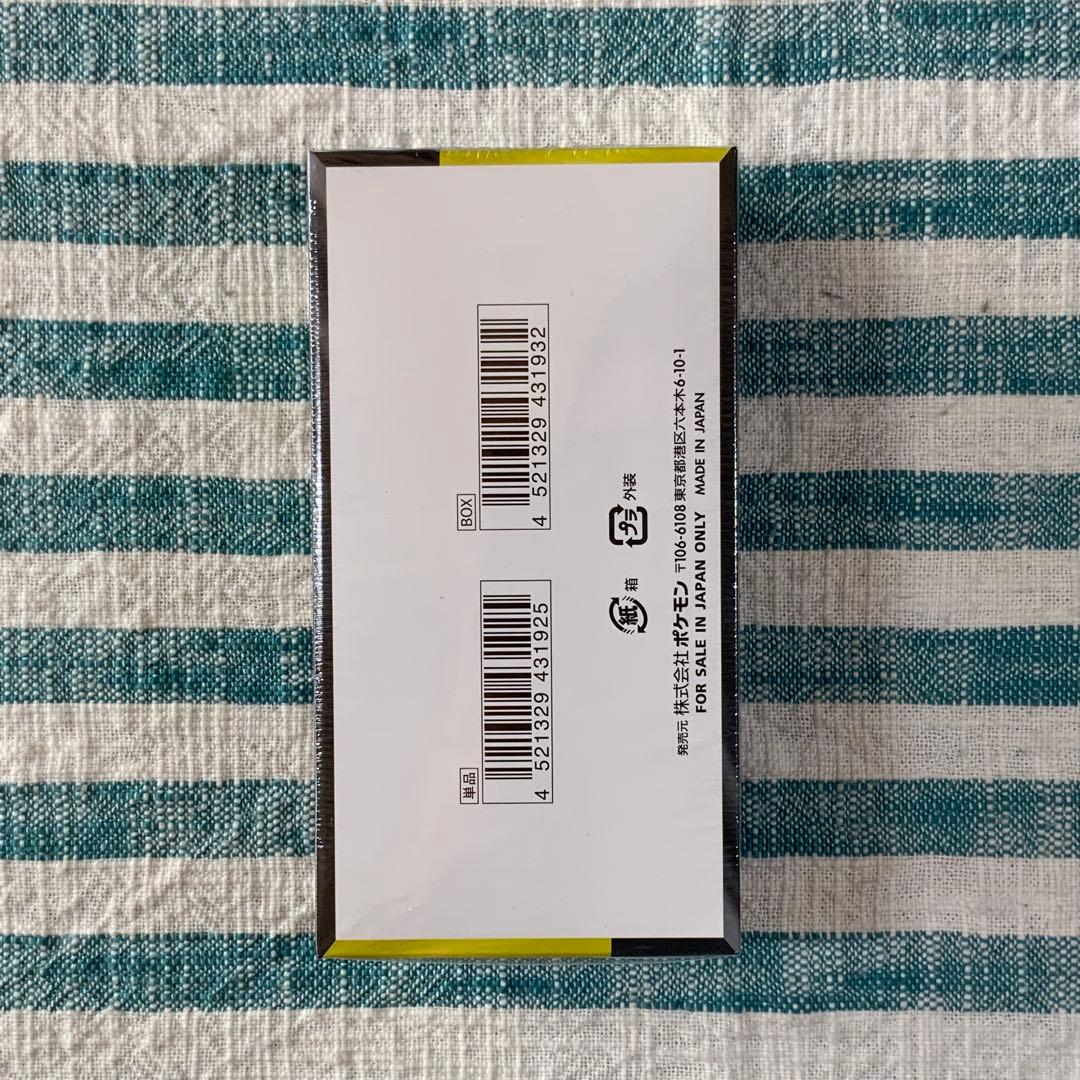 単品
4 521329 431925
BOX
4 521329 431932
紙 箱
プラ 外装
発売元 株式会社 ポケモン 〒106-6108 東京都港区六本木6-10-1
FOR SALE IN JAPAN ONLY MADE IN JAPAN